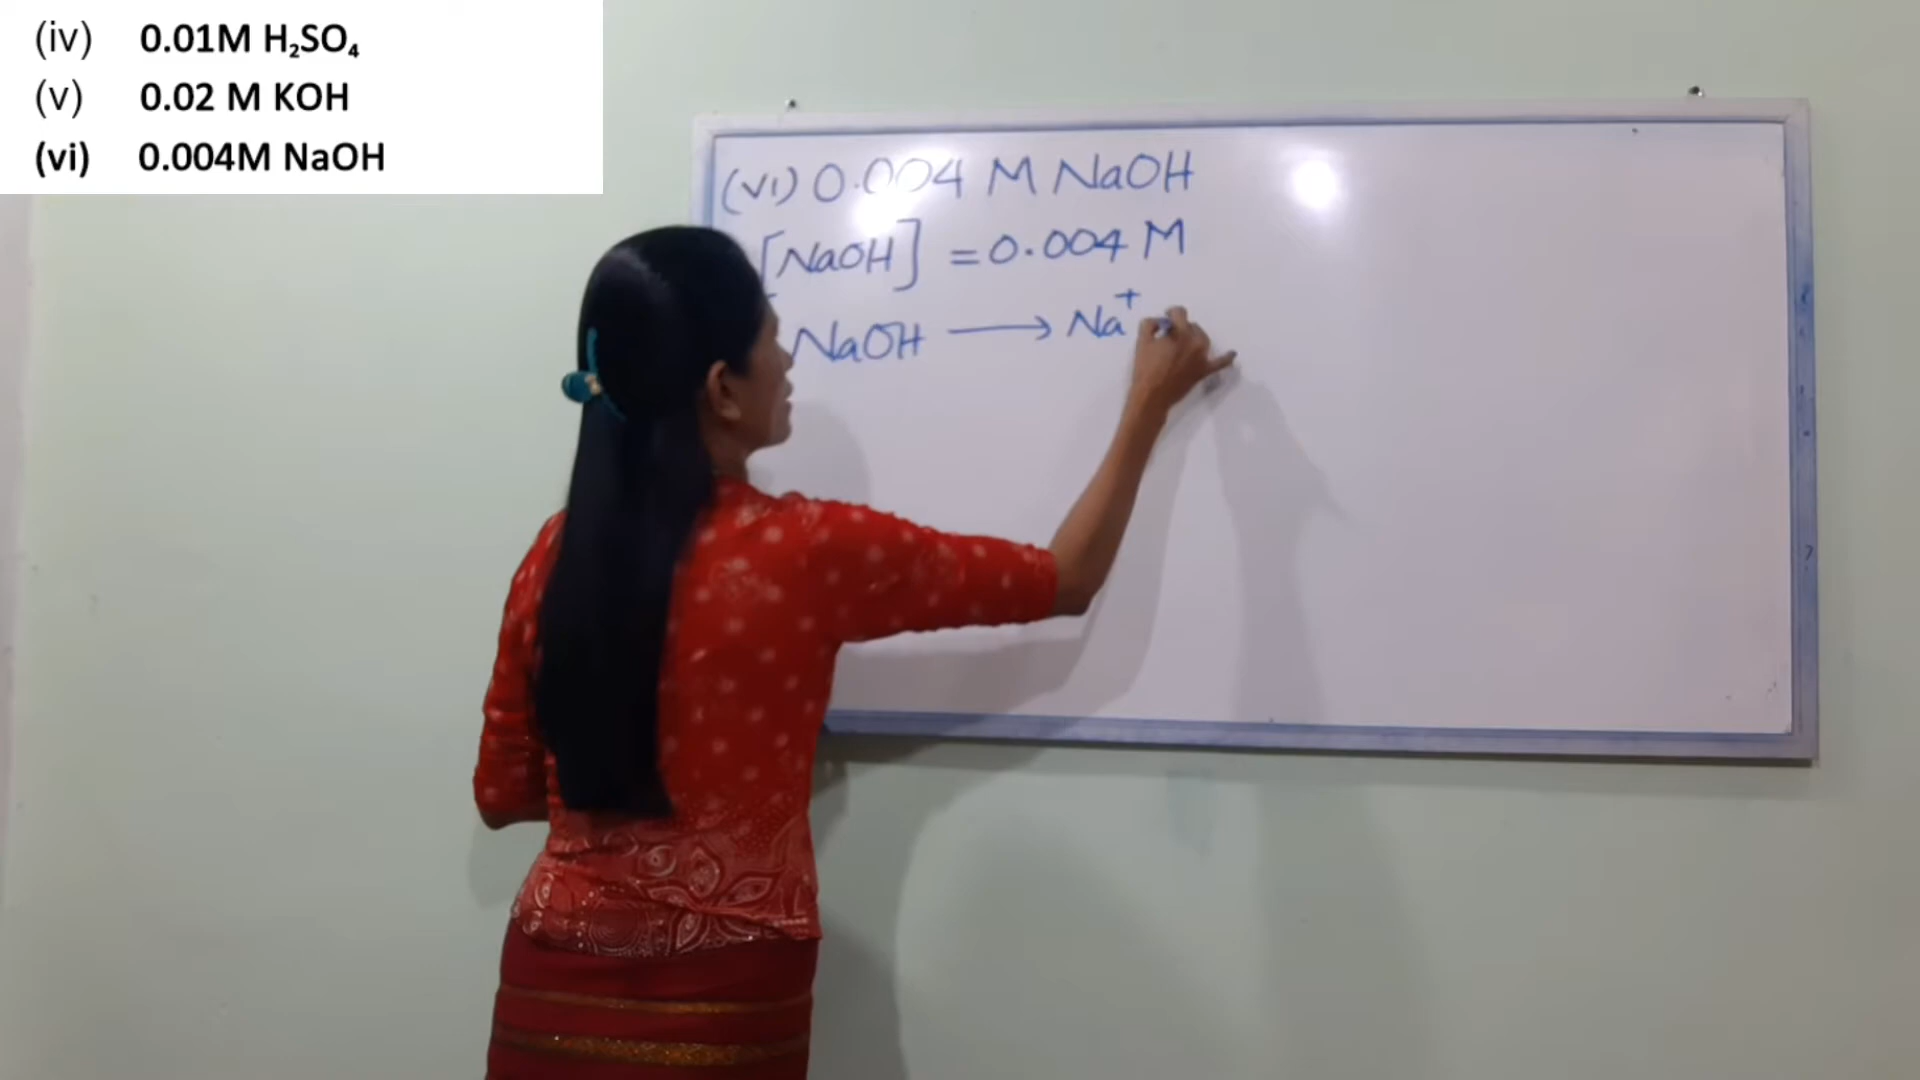 (iv) 0.01M H₂SO₄
(v) 0.02 M KOH
(vi) 0.004M NaOH
(vi) 0.004 M NaOH
[NaOH] = 0.004 M
NaOH ⟶ Na⁺